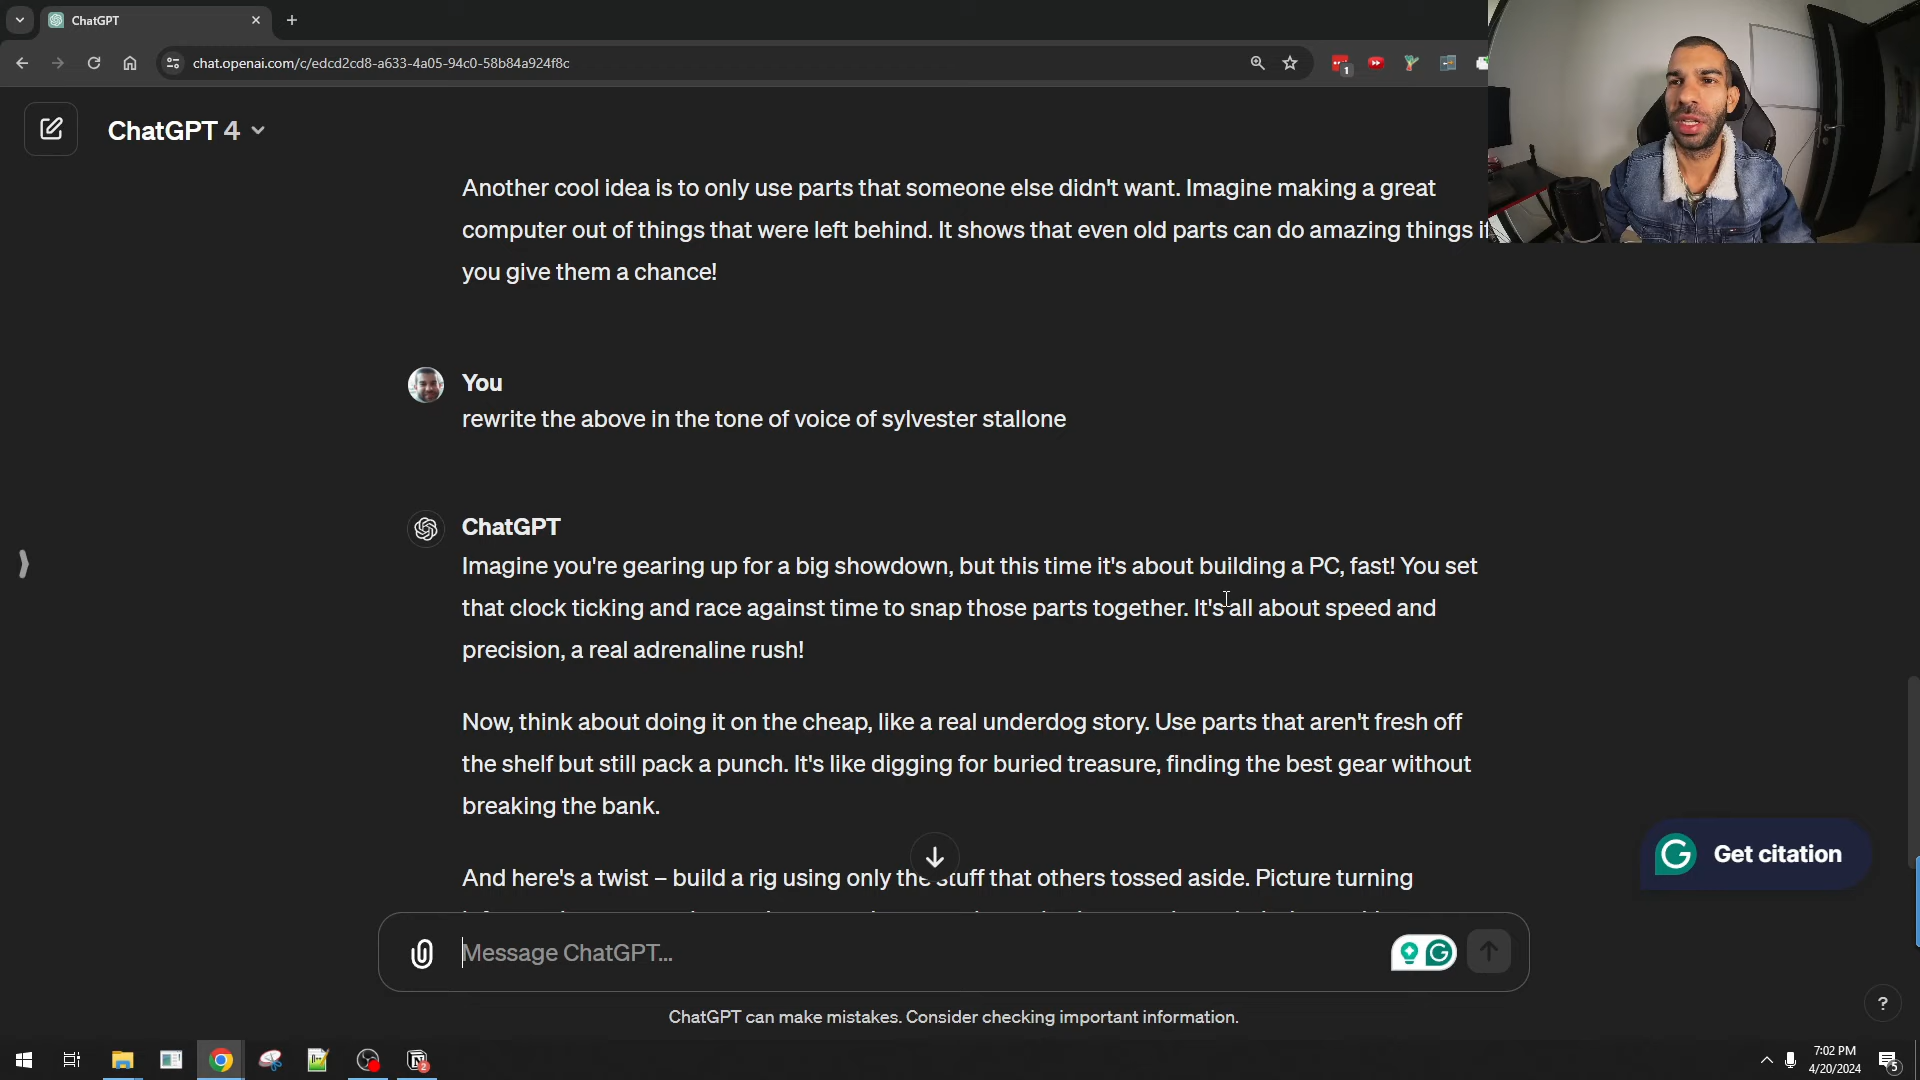 ChatGPT
chat.openai.com/c/edcd2cd8-a633-4a05-94c0-58b84a924f8c
1
ChatGPT 4
Another cool idea is to only use parts that someone else didn't want. Imagine making a great
computer out of things that were left behind. It shows that even old parts can do amazing things if
you give them a chance!
You
rewrite the above in the tone of voice of sylvester stallone
ChatGPT
Imagine you're gearing up for a big showdown, but this time it's about building a PC, fast! You set
that clock ticking and race against time to snap those parts together. It's all about speed and
precision, a real adrenaline rush!
Now, think about doing it on the cheap, like a real underdog story. Use parts that aren't fresh off
the shelf but still pack a punch. It's like digging for buried treasure, finding the best gear without
breaking the bank.
And here's a twist – build a rig using only the stuff that others tossed aside. Picture turning
Get citation
Message ChatGPT...
ChatGPT can make mistakes. Consider checking important information.
?
2
7:02 PM
4/20/2024
5